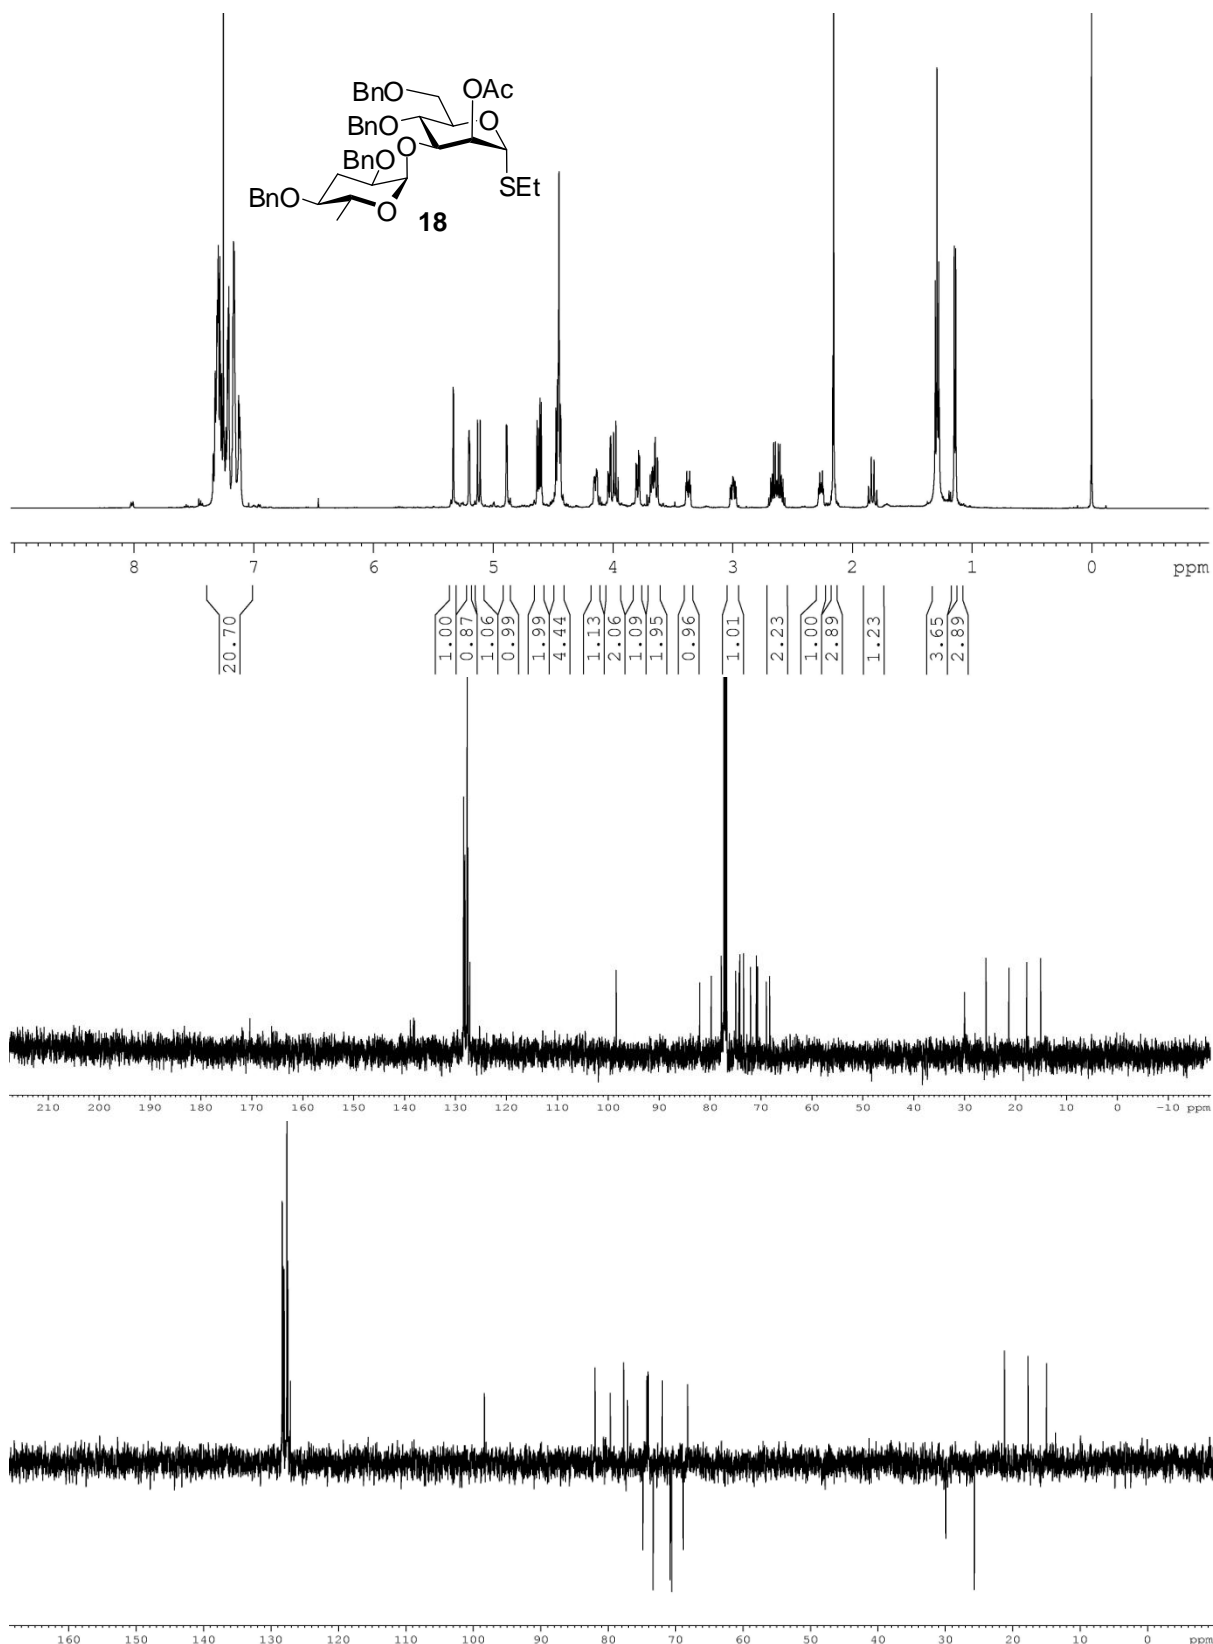 BnO
OAc
O
BnO
O
BnO
SEt
BnO
O
18
8 7 6 5 4 3 2 1 0 ppm
20.70 1.00 0.87 1.06 0.99 1.99 4.44 1.13 2.06 1.09 1.95 0.96 1.01 2.23 1.00 2.89 1.23 3.65 2.89
210 200 190 180 170 160 150 140 130 120 110 100 90 80 70 60 50 40 30 20 10 0 -10 ppm
160 150 140 130 120 110 100 90 80 70 60 50 40 30 20 10 0 ppm